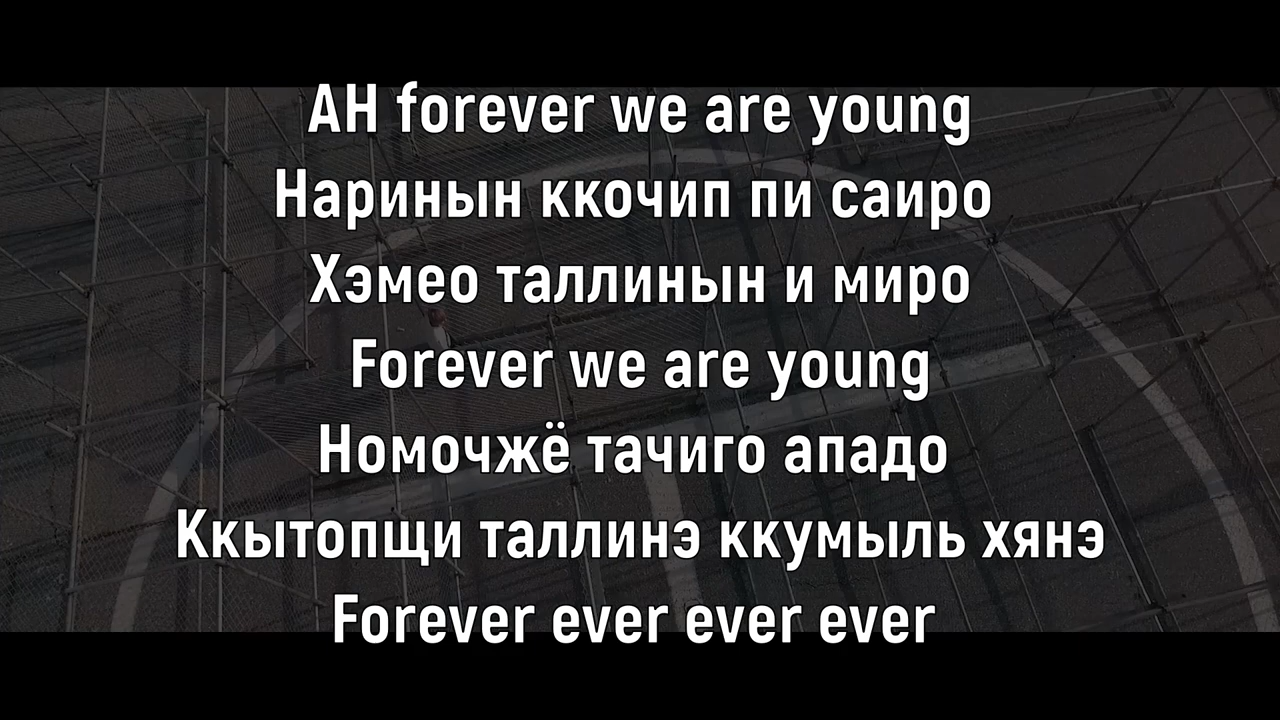 АН forever we are young
Наринын ккочип пи саиро
Хэмео таллинын и миро
Forever we are young
Номочжё тачиго ападо
Ккытопщи таллинэ ккумыль хянэ
Forever ever ever ever